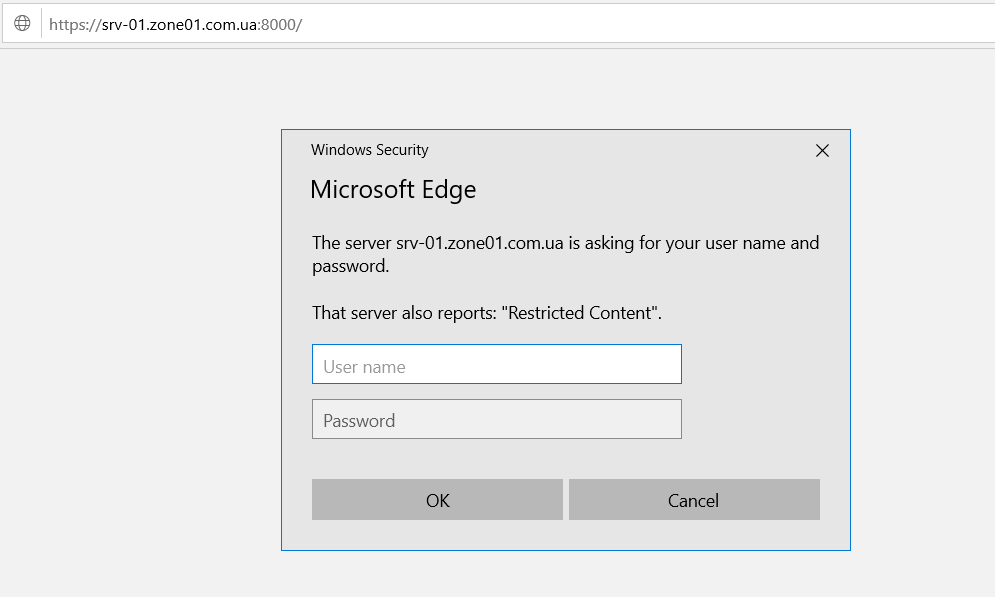 https://srv-01.zone01.com.ua:8000/
Windows Security
Microsoft Edge
The server srv-01.zone01.com.ua is asking for your user name and
password.
That server also reports: "Restricted Content".
User name
Password
OK
Cancel